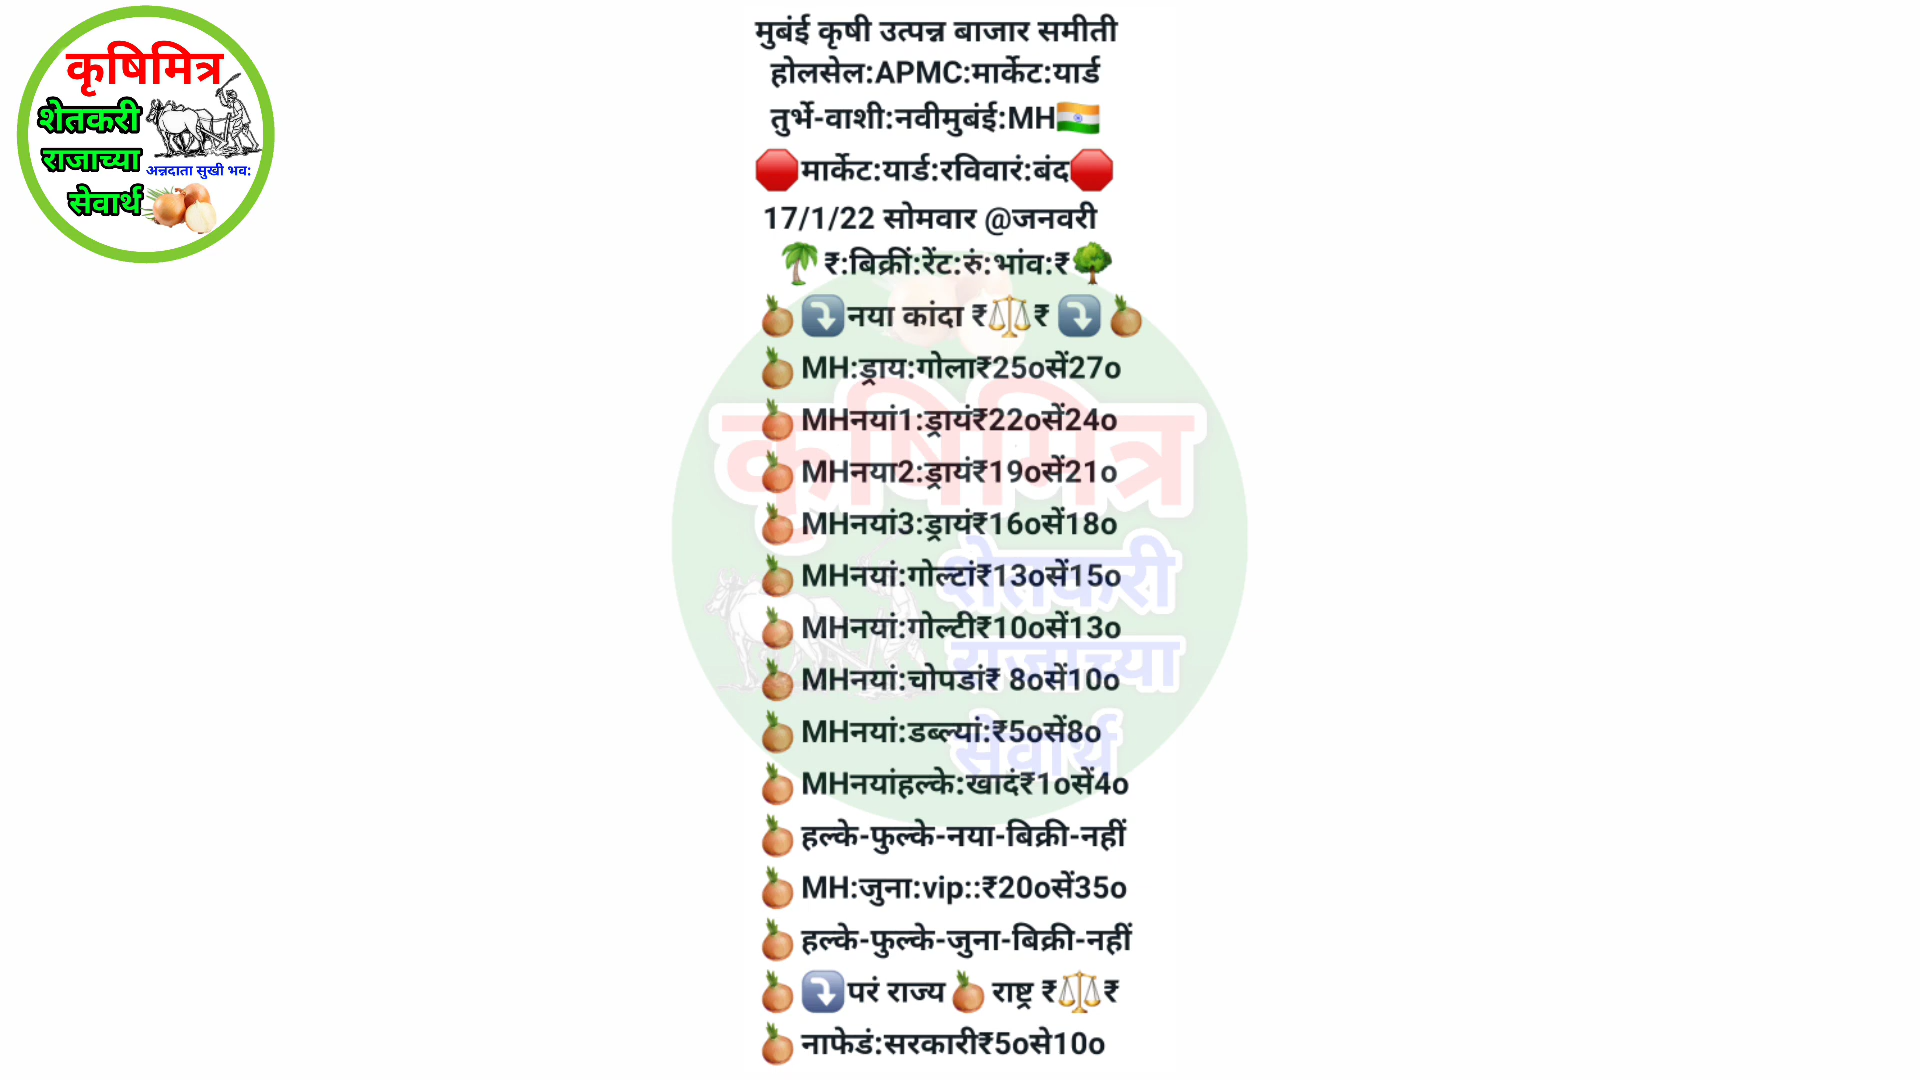 कृषिमित्र
शेतकरी
राजाच्या
अन्नदाता सुखी भव:
सेवार्थ
मुबंई कृषी उत्पन्न बाजार समीती
होलसेल:APMC:मार्केट:यार्ड
तुर्भे-वाशी:नवीमुबंई:MH🇮🇳
🛑मार्केट:यार्ड:रविवारं:बंद🛑
17/1/22 सोमवार @जनवरी
🌴₹:बिक्रीं:रेंट:रुं:भांव:₹🌳
🧅⤵️नया कांदा ₹⚖️₹ ⤵️🧅
🧅MH:ड्राय:गोला₹25oसें27o
🧅MHनयां1:ड्रायं₹22oसें24o
🧅MHनया2:ड्रायं₹19oसें21o
🧅MHनयां3:ड्रायं₹16oसें18o
🧅MHनयां:गोल्टां₹13oसें15o
🧅MHनयां:गोल्टी₹10oसें13o
🧅MHनयां:चोपडां₹ 8oसें10o
🧅MHनयां:डब्ल्यां:₹5oसें8o
🧅MHनयांहल्के:खादं₹1oसें4o
🧅हल्के-फुल्के-नया-बिक्री-नहीं
🧅MH:जुना:vip::₹20oसें35o
🧅हल्के-फुल्के-जुना-बिक्री-नहीं
🧅⤵️परं राज्य🧅 राष्ट्र ₹⚖️₹
🧅नाफेडं:सरकारी₹5oसे10o
कृषिमित्र
शेतकरी
राजाच्या
सेवार्थ